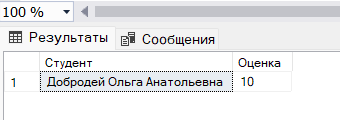 100 %
Результаты Сообщения
Студент Оценка
1 Добродей Ольга Анатольевна 10